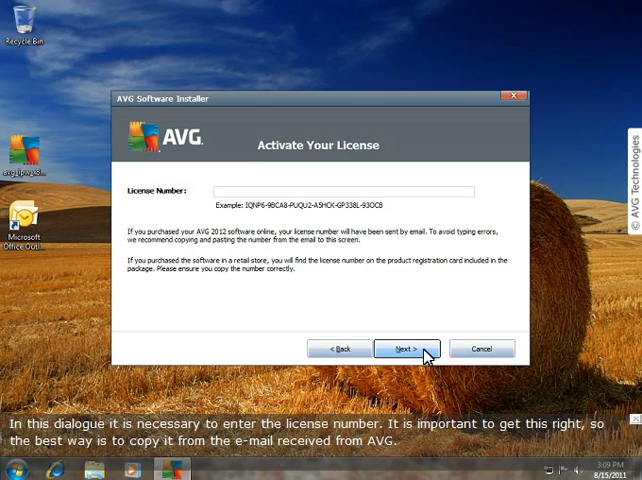 Recycle Bin
AVG Software Installer
AVG.
Activate Your License
© AVG Technologies
License Number:
Example: IQNP6-9BCA8-PUQU2-A5HCK-GP338L-93OCB
If you purchased your AVG 2012 software online, your license number will have been sent by email. To avoid typing errors,
we recommend copying and pasting the number from the email to this screen.
If you purchased the software in a retail store, you will find the license number on the product registration card included in the
package. Please ensure you copy the number correctly.
Microsoft
Office Outl...
< Back
Next >
Cancel
In this dialogue it is necessary to enter the license number. It is important to get this right, so
the best way is to copy it from the e-mail received from AVG.
3:09 PM
8/15/2011